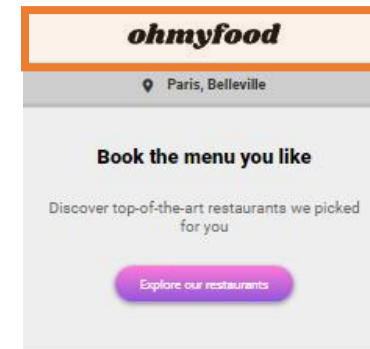 ohmyfood
Paris, Belleville
Book the menu you like
Discover top-of-the-art restaurants we picked
for you
Explore our restaurants